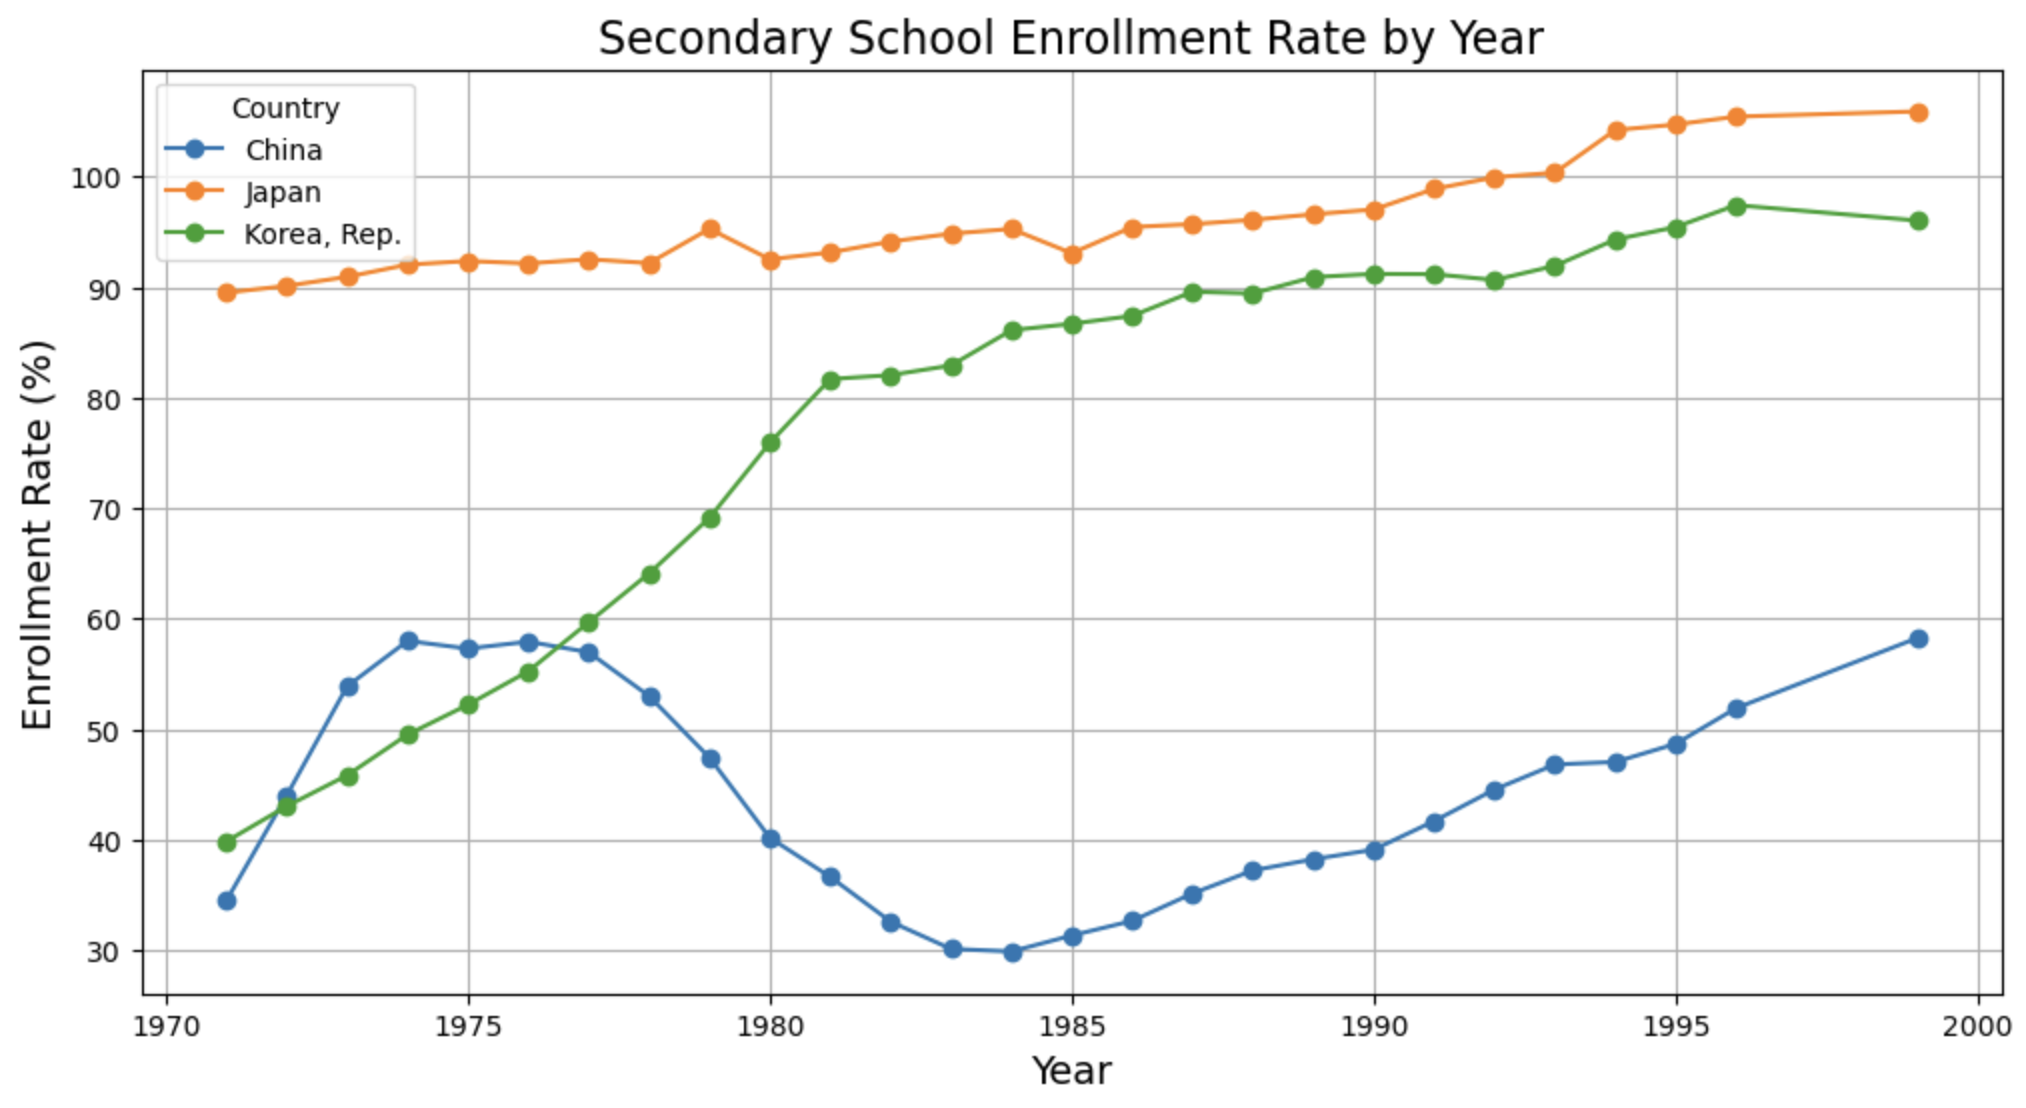 Secondary School Enrollment Rate by Year
Country
China
Japan
Korea, Rep.
Enrollment Rate (%)
100
90
80
70
60
50
40
30
1970 1975 1980 1985 1990 1995 2000
Year